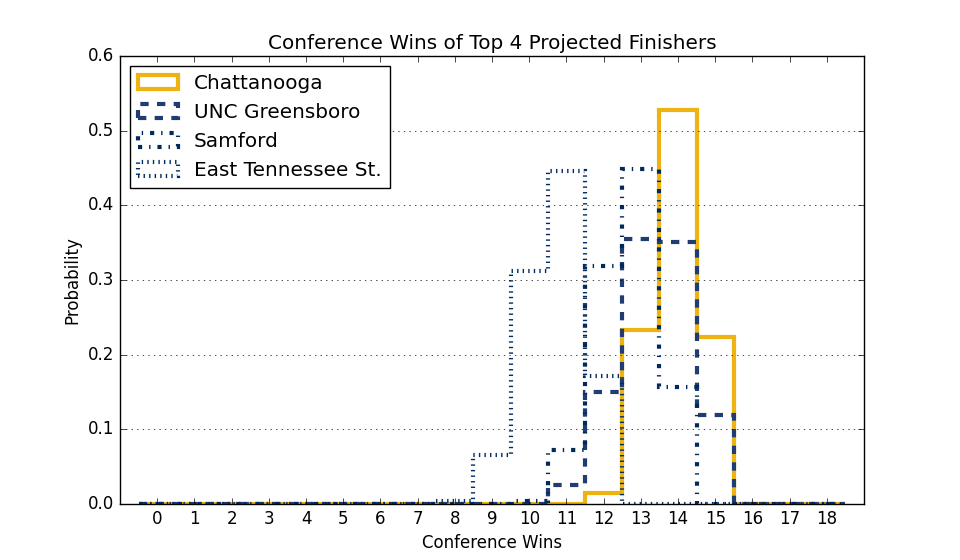 Conference Wins of Top 4 Projected Finishers
0.6
0.5
0.4
0.3
0.2
0.1
0.0
Probability
Chattanooga
UNC Greensboro
Samford
East Tennessee St.
0 1 2 3 4 5 6 7 8 9 10 11 12 13 14 15 16 17 18
Conference Wins